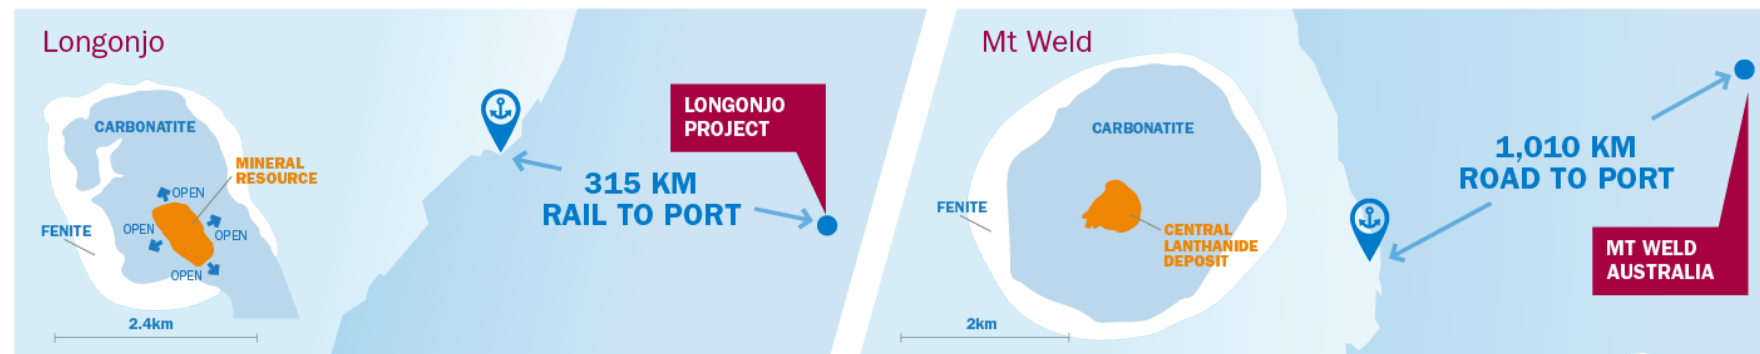 Longonjo
CARBONATITE
MINERAL
RESOURCE
OPEN
OPEN
OPEN
OPEN
FENITE
2.4km
315 KM
RAIL TO PORT
LONGONJO
PROJECT
Mt Weld
CARBONATITE
FENITE
CENTRAL
LANTHANIDE
DEPOSIT
2km
1,010 KM
ROAD TO PORT
MT WELD
AUSTRALIA